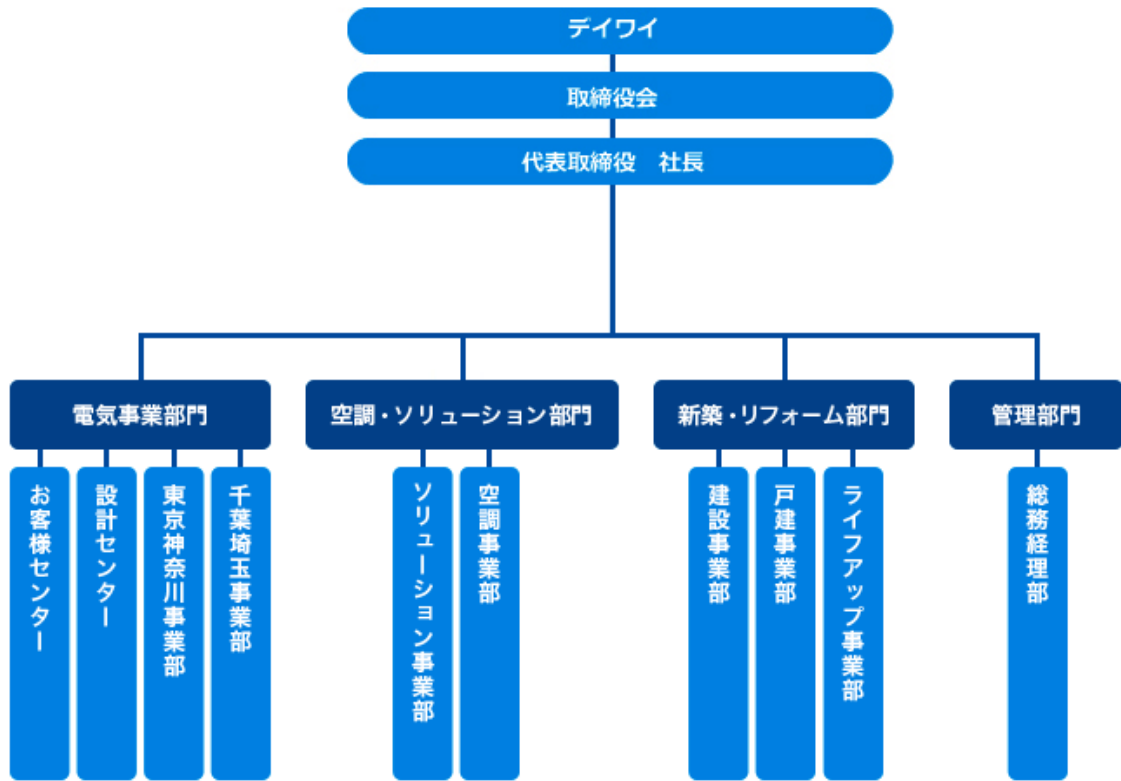 デイワイ
取締役会
代表取締役　社長
電気事業部門
空調・ソリューション部門
新築・リフォーム部門
管理部門
お客様センター
設計センター
東京神奈川事業部
千葉埼玉事業部
ソリューション事業部
空調事業部
建設事業部
戸建事業部
ライフアップ事業部
総務経理部